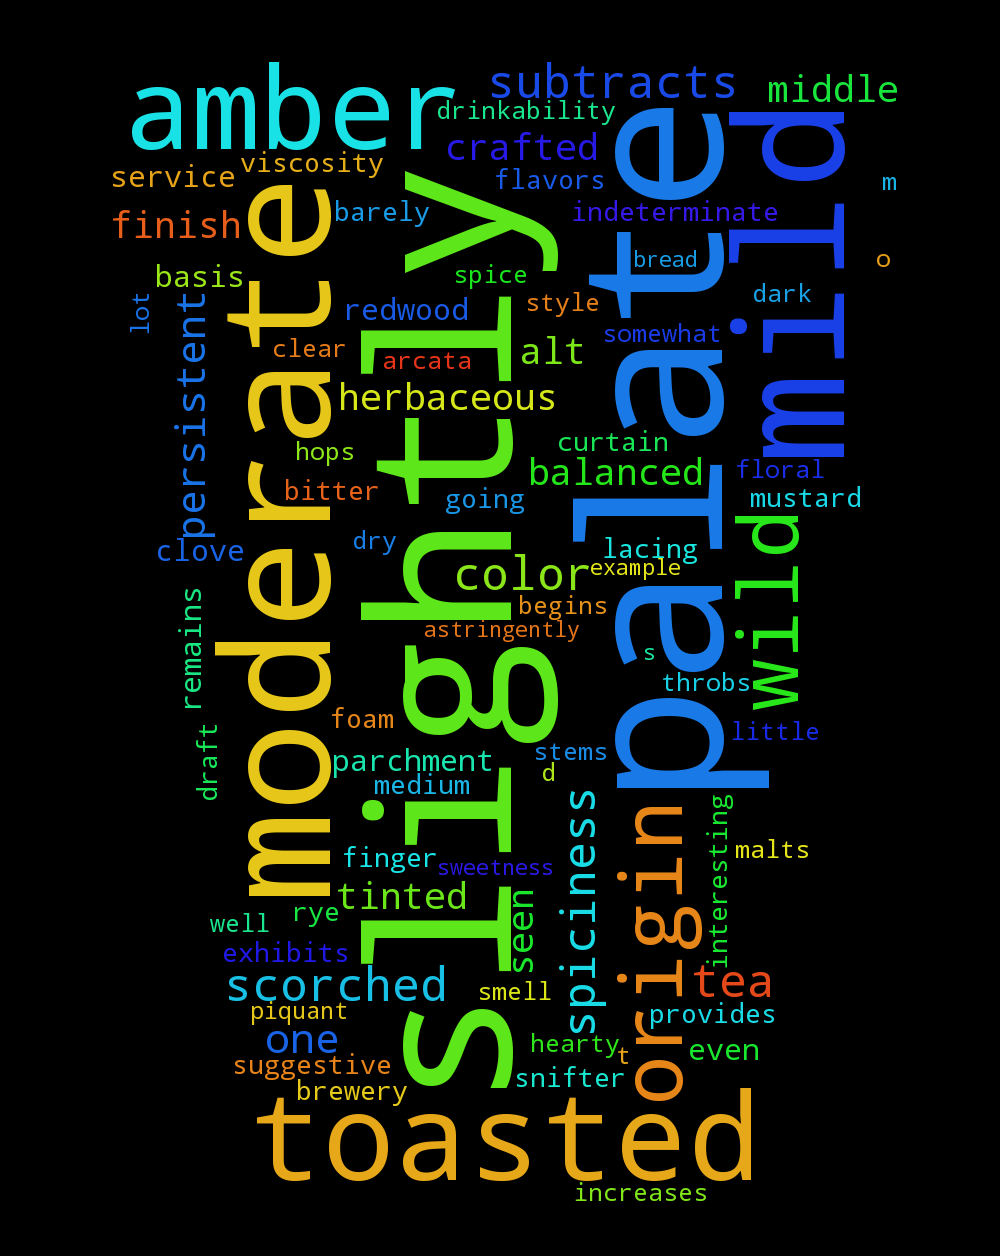 amber
subtracts
middle
drinkability
crafted
viscosity
service
flavors
m
barely
indeterminate
finish
bread
o
basis
spice
dark
lot
redwood
style
somewhat
persistent
clear
arcata
alt
moderate
slightly
palate
mild
herbaceous
curtain
hops
balanced
floral
bitter
going
mustard
Wild
dry
lacing
clove
color
example
begins
remains
astringently
s
throbs
foam
little
draft
parchment
stems
d
medium
spiciness
origin
interesting
malts
finger
sweetness
tinted
seen
rye
well
exhibits
scorched
tea
smell
piquant
provides
one
hearty
t
even
suggestive
snifter
brewery
toasted
increases